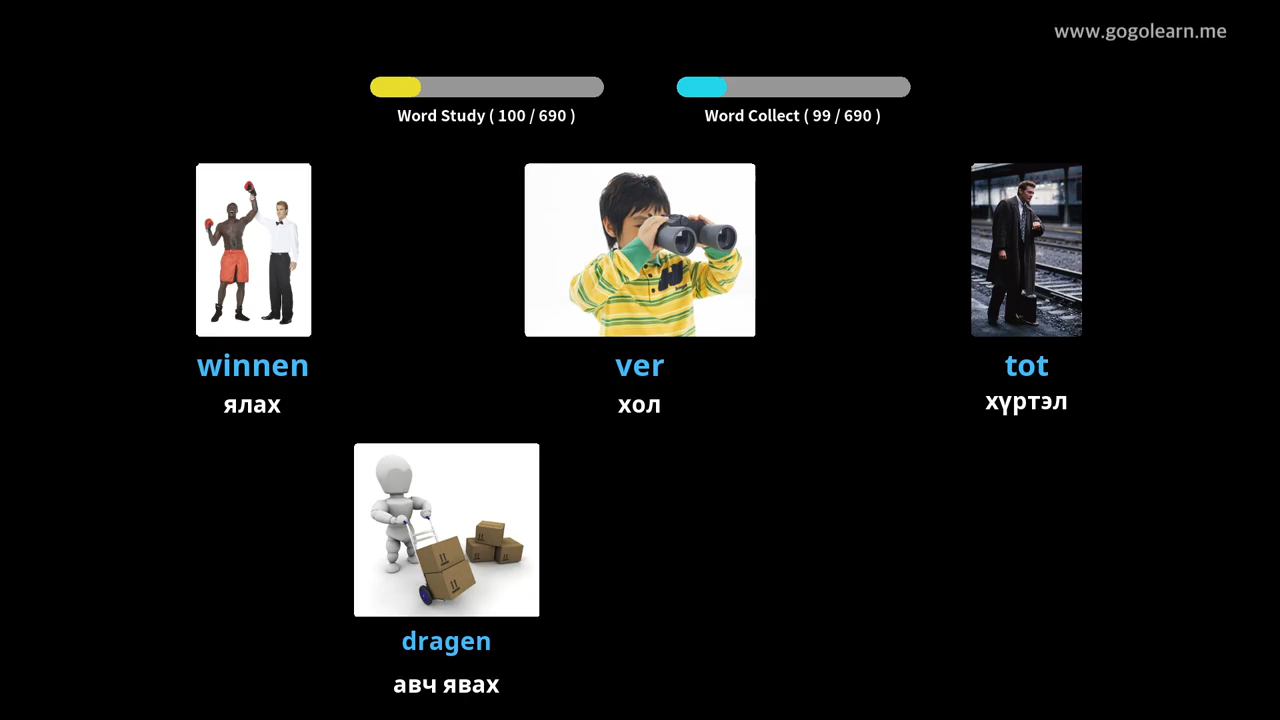 www.gogolearn.me
Word Study ( 100 / 690 )
Word Collect ( 99 / 690 )
winnen
ver
tot
ялах
хол
хүртэл
dragen
авч явах